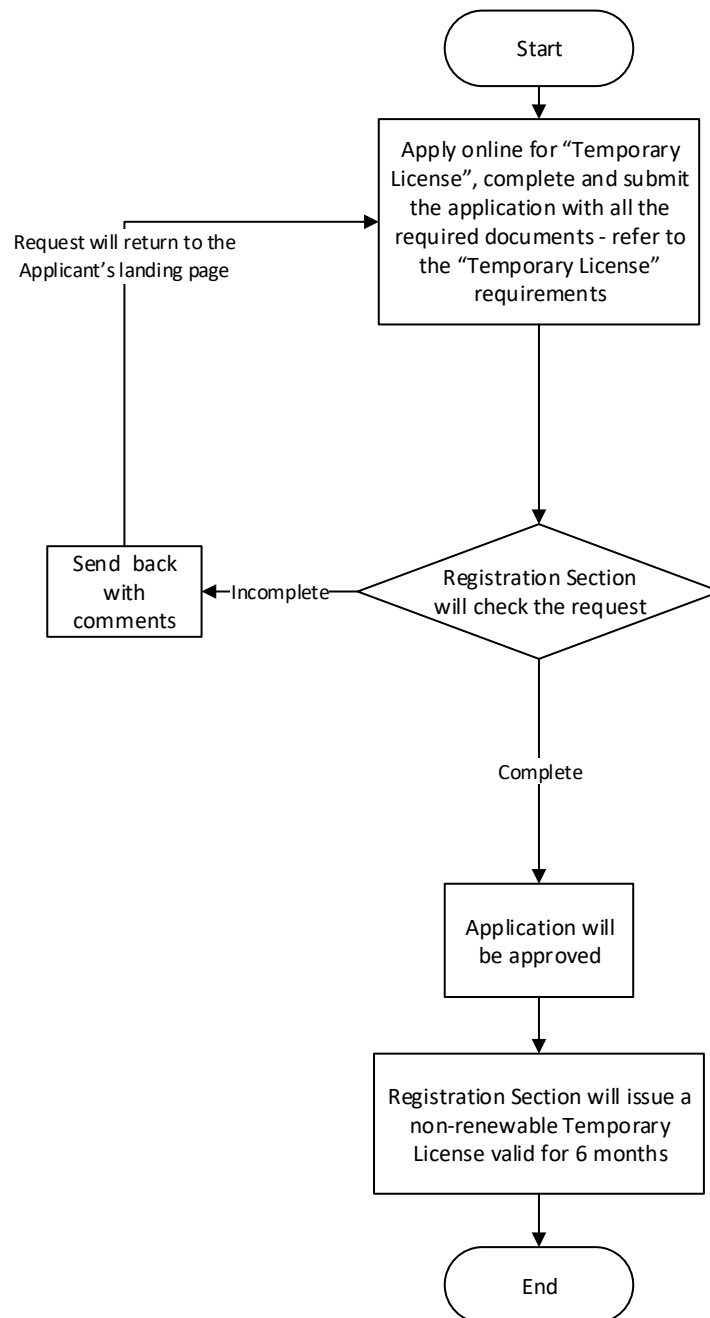 Start
Apply online for “Temporary
License”, complete and submit
the application with all the
required documents - refer to
the “Temporary License”
requirements
Request will return to the
Applicant’s landing page
Send back
with
comments
Incomplete
Registration Section
will check the request
Complete
Application will
be approved
Registration Section will issue a
non-renewable Temporary
License valid for 6 months
End